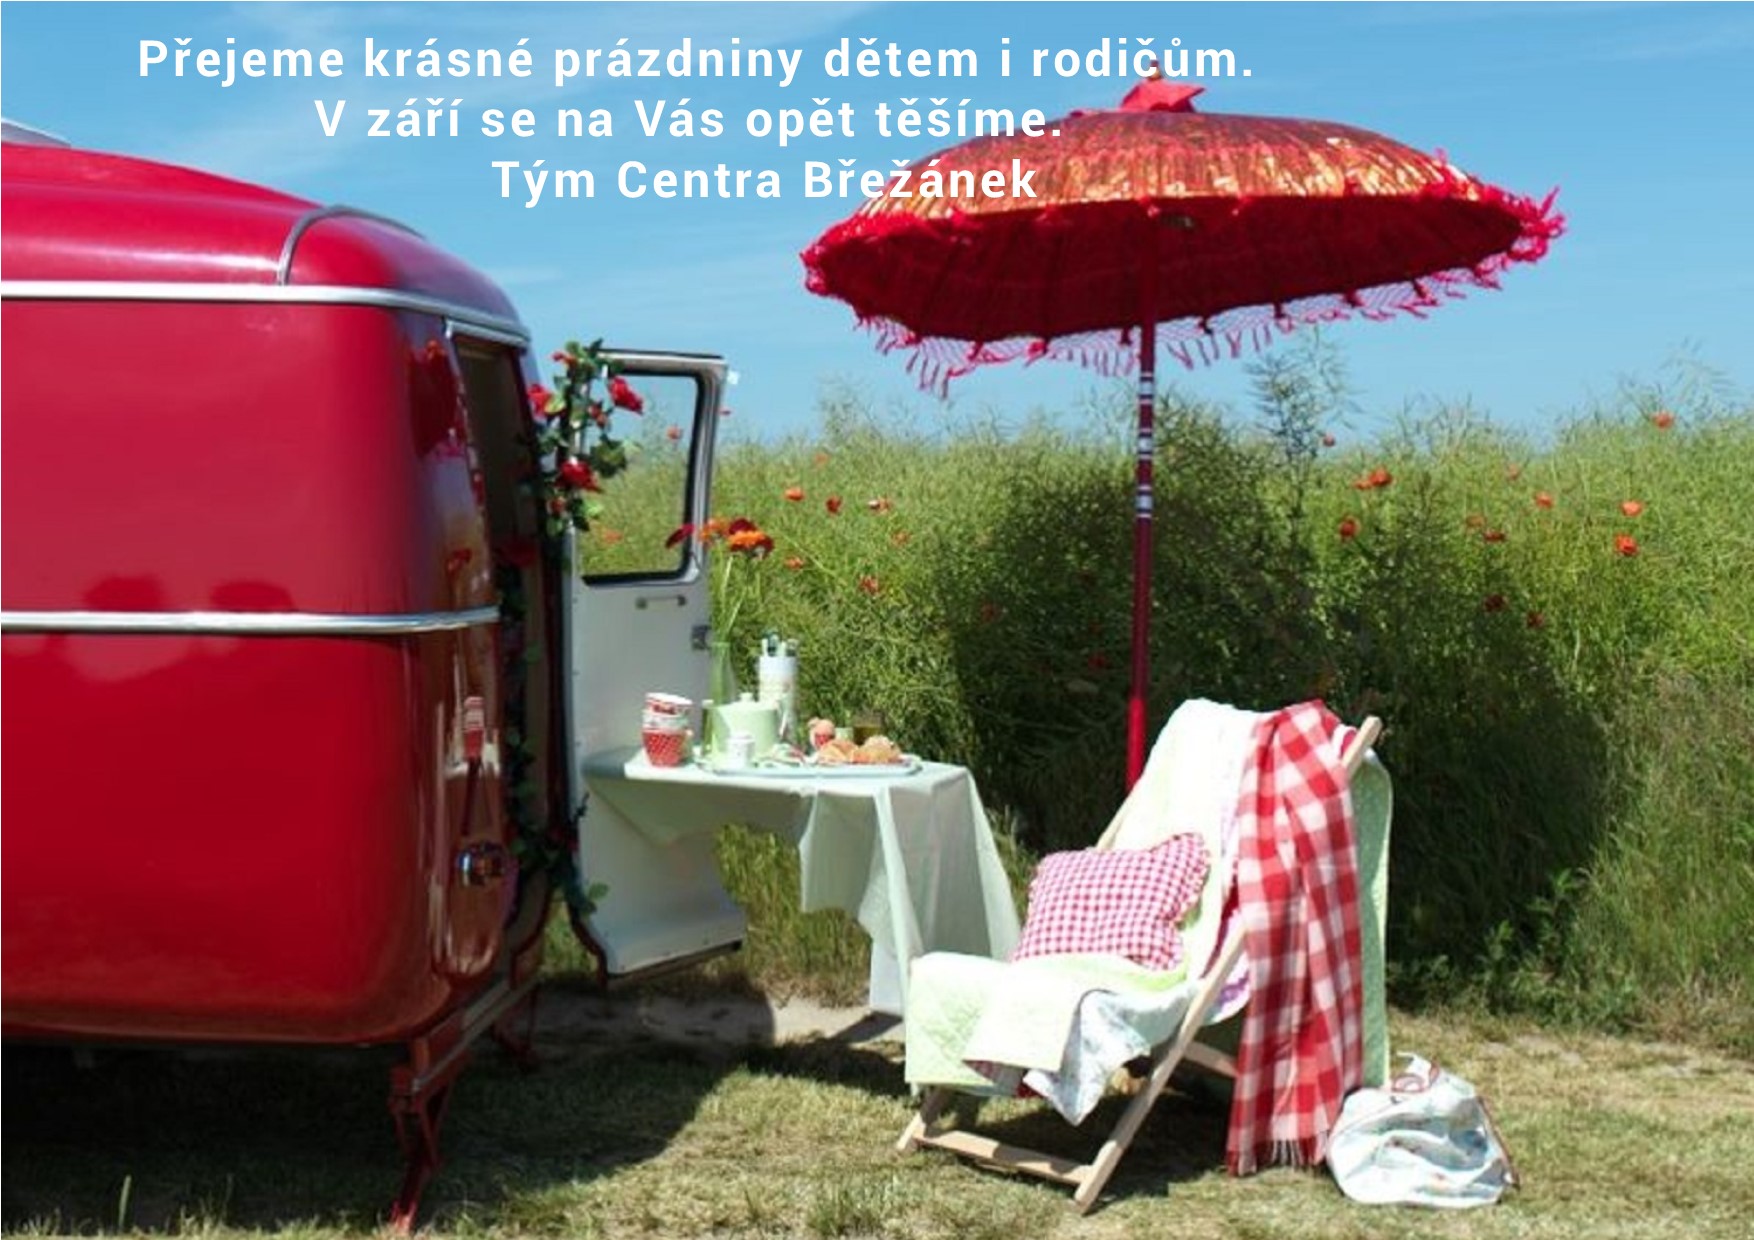 Přejeme krásné prázdniny dětem i rodičům.
V září se na Vás opět těšíme.
Tým Centra Břežánek